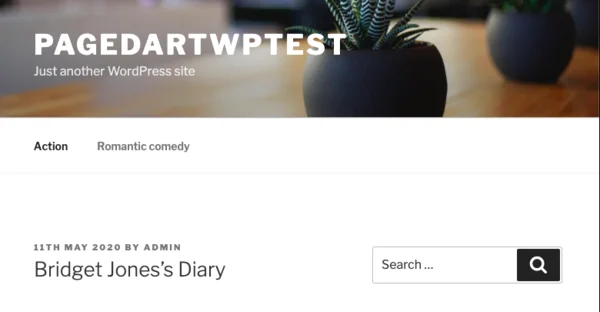 PAGEDARTWPTEST
Just another WordPress site
Action Romantic comedy
11TH MAY 2020 BY ADMIN
Bridget Jones’s Diary
Search …